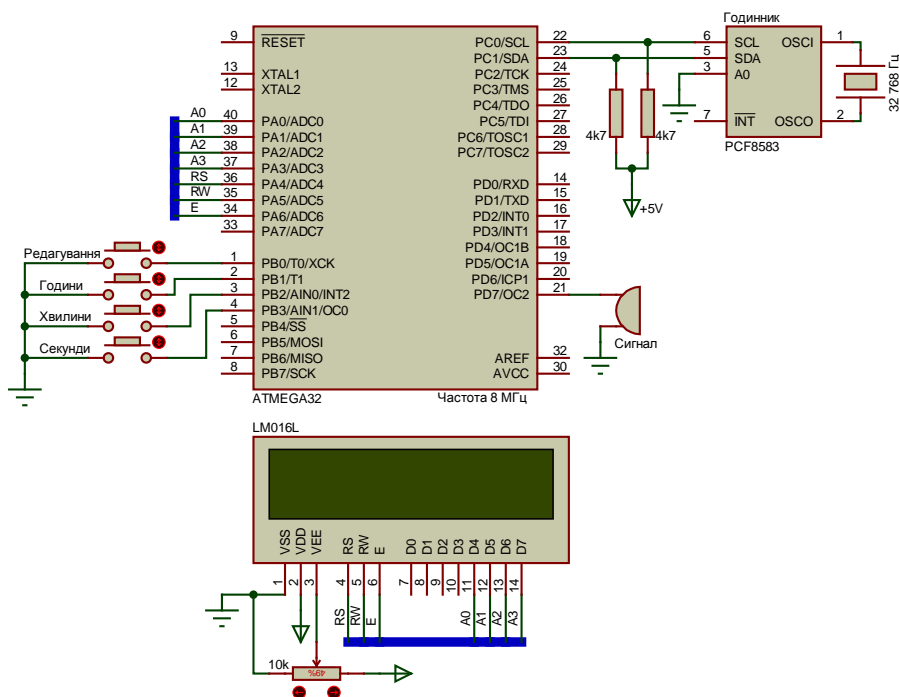 Годинник
9 RESET
13 XTAL1
12 XTAL2
A0 40 PA0/ADC0
A1 39 PA1/ADC1
A2 38 PA2/ADC2
A3 37 PA3/ADC3
RS 36 PA4/ADC4
RW 35 PA5/ADC5
E 34 PA6/ADC6
33 PA7/ADC7
Редагування 1 PB0/T0/XCK
Години 2 PB1/T1
Хвилини 3 PB2/AIN0/INT2
Секунди 4 PB3/AIN1/OC0
5 PB4/SS
6 PB5/MOSI
7 PB6/MISO
8 PB7/SCK
PC0/SCL 22
PC1/SDA 23
PC2/TCK 24
PC3/TMS 25
PC4/TDO 26
PC5/TDI 27
PC6/TOSC1 28
PC7/TOSC2 29
PD0/RXD 14
PD1/TXD 15
PD2/INT0 16
PD3/INT1 17
PD4/OC1B 18
PD5/OC1A 19
PD6/ICP1 20
PD7/OC2 21
AREF 32
AVCC 30
ATMEGA32 Частота 8 МГц
6 SCL OSCI 1
5 SDA
3 A0
7 INT OSCO 2
PCF8583
32 768 Гц
4k7 4k7
+5V
Сигнал
LM016L
VSS VDD VEE RS RW E D0 D1 D2 D3 D4 D5 D6 D7
1 2 3 4 5 6 7 8 9 10 11 12 13 14
RS RW E A0 A1 A2 A3
10k 49%